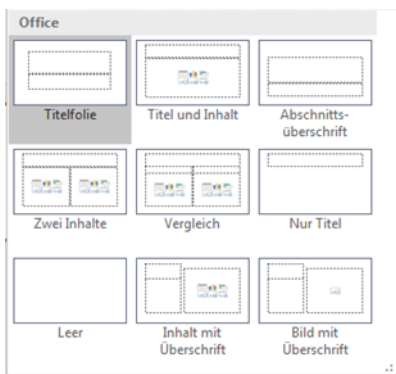 Office
Titelfolie
Titel und Inhalt
Abschnitts-
überschrift
Zwei Inhalte
Vergleich
Nur Titel
Leer
Inhalt mit
Überschrift
Bild mit
Überschrift